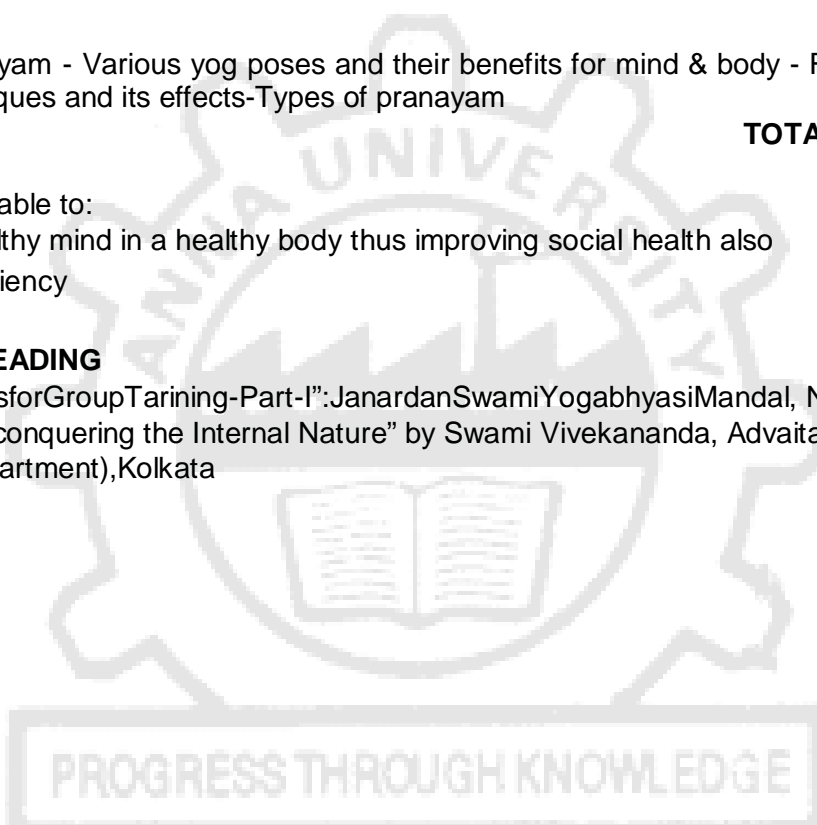 yam - Various yog poses and their benefits for mind & body - R
ques and its effects-Types of pranayam
TOTA
able to:
lthy mind in a healthy body thus improving social health also
iency
EADING
sforGroupTarining-Part-I”:JanardanSwamiYogabhyasiMandal, N
conquering the Internal Nature” by Swami Vivekananda, Advaita
artment),Kolkata
ANNA UNIVERSITY
PROGRESS THROUGH KNOWLEDGE